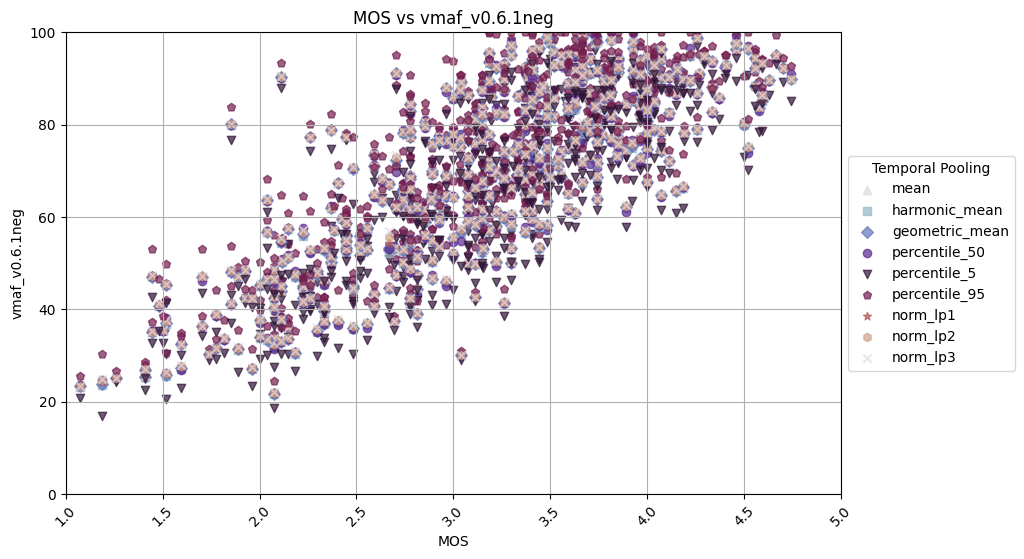 MOS vs vmaf_v0.6.1neg
100
80
60
40
20
0
vmaf_v0.6.1neg
1.0
1.5
2.0
2.5
3.0
3.5
4.0
4.5
5.0
MOS
Temporal Pooling
mean
harmonic_mean
geometric_mean
percentile_50
percentile_5
percentile_95
norm_lp1
norm_lp2
norm_lp3